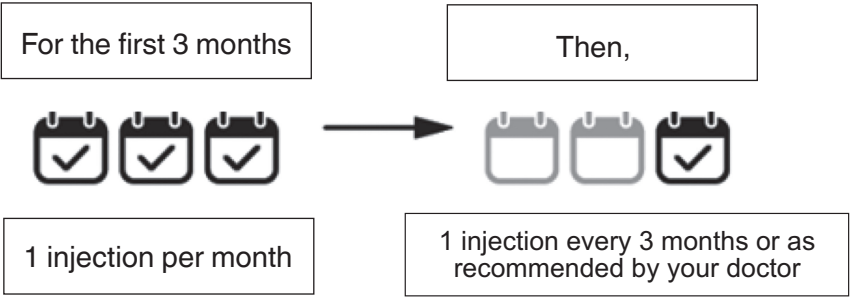 For the first 3 months
Then,
1 injection per month
1 injection every 3 months or as
recommended by your doctor